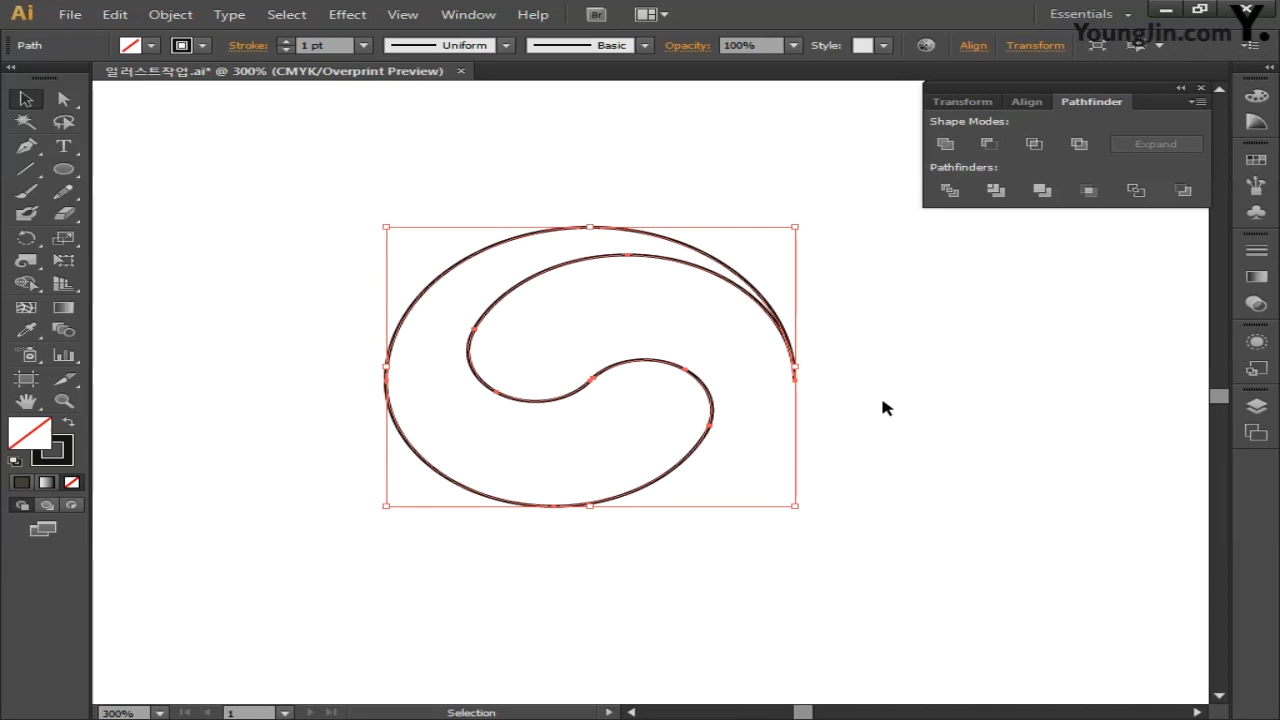 Ai File Edit Object Type Select Effect View Window Help Br Essentials
YoungJin.com Y.
Path Stroke: 1 pt Uniform Basic Opacity: 100% Style: Align Transform
일러스트작업.ai* @ 300% (CMYK/Overprint Preview) ×
Transform Align Pathfinder
Shape Modes:
Expand
Pathfinders:
T
300% 1 Selection